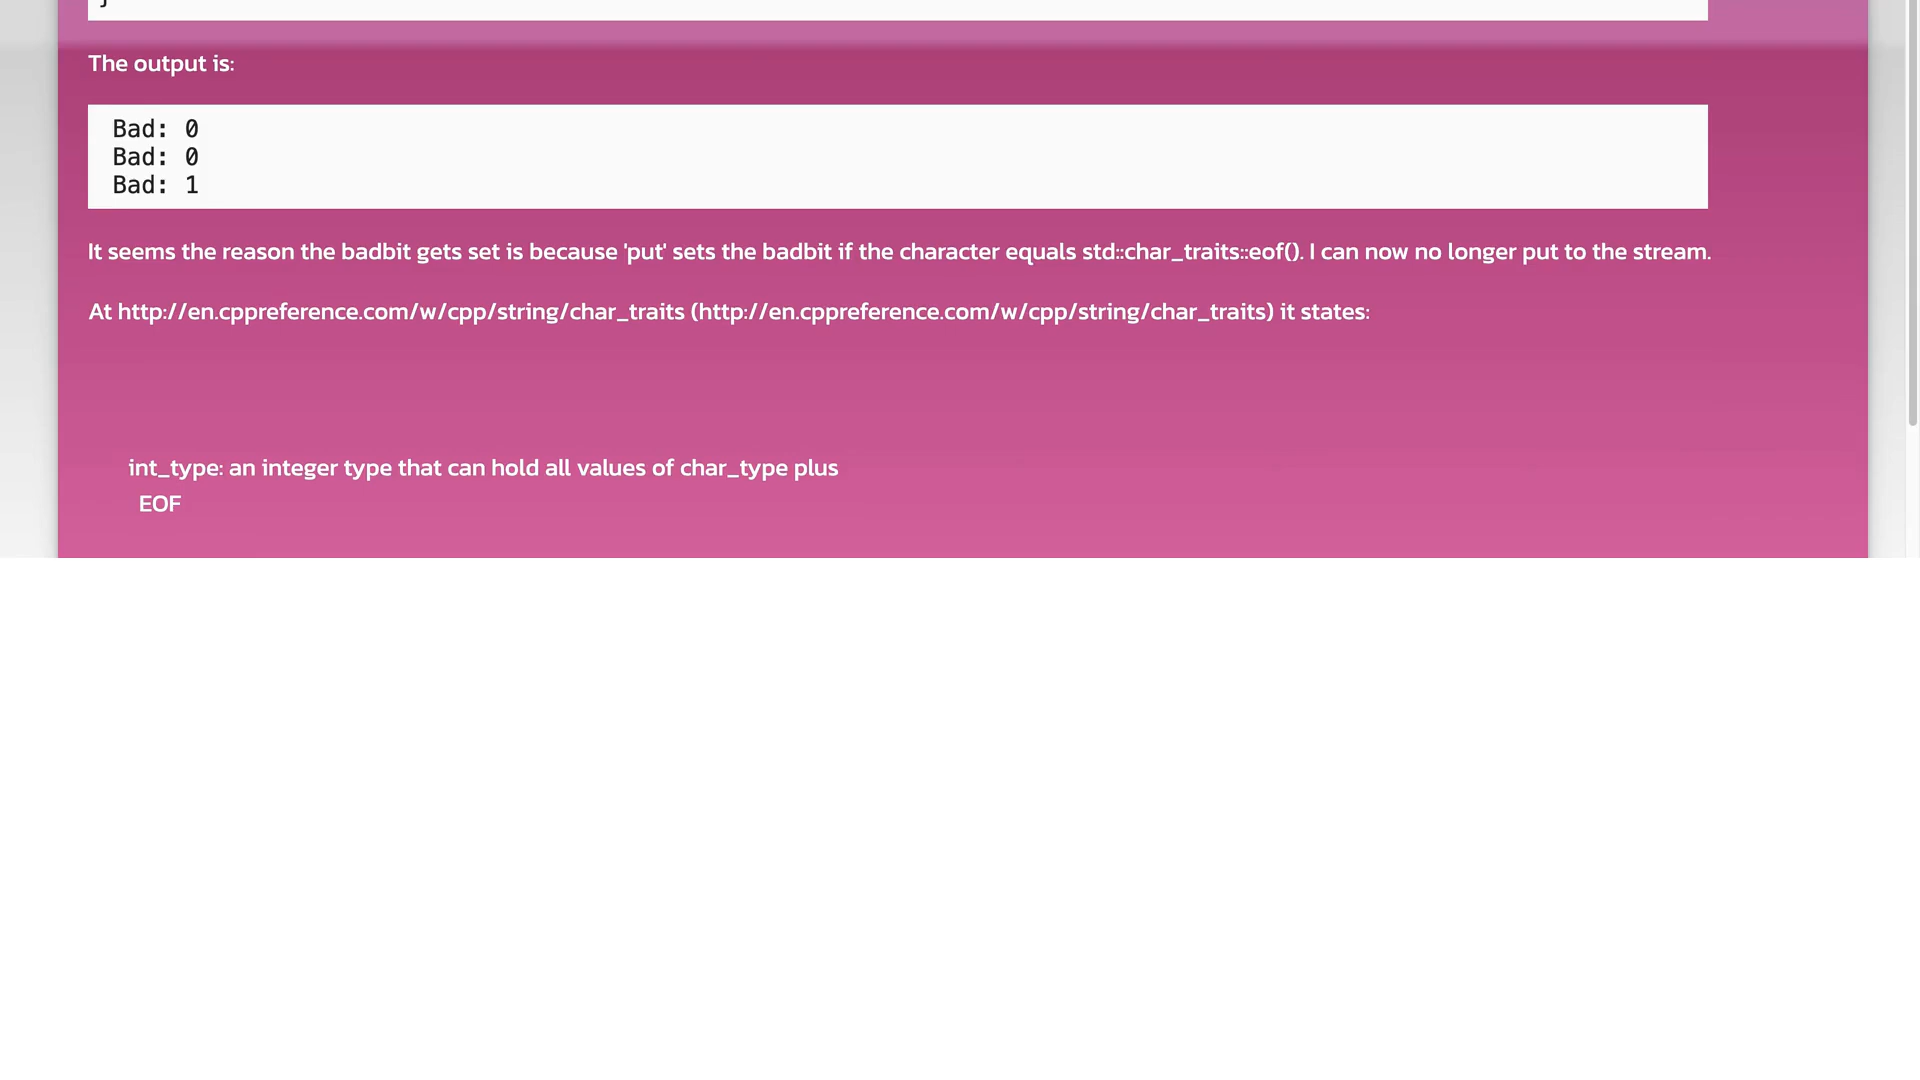 }
The output is:
Bad: 0
Bad: 0
Bad: 1
It seems the reason the badbit gets set is because 'put' sets the badbit if the character equals std::char_traits::eof(). I can now no longer put to the stream.
At http://en.cppreference.com/w/cpp/string/char_traits (http://en.cppreference.com/w/cpp/string/char_traits) it states:
int_type: an integer type that can hold all values of char_type plus
EOF